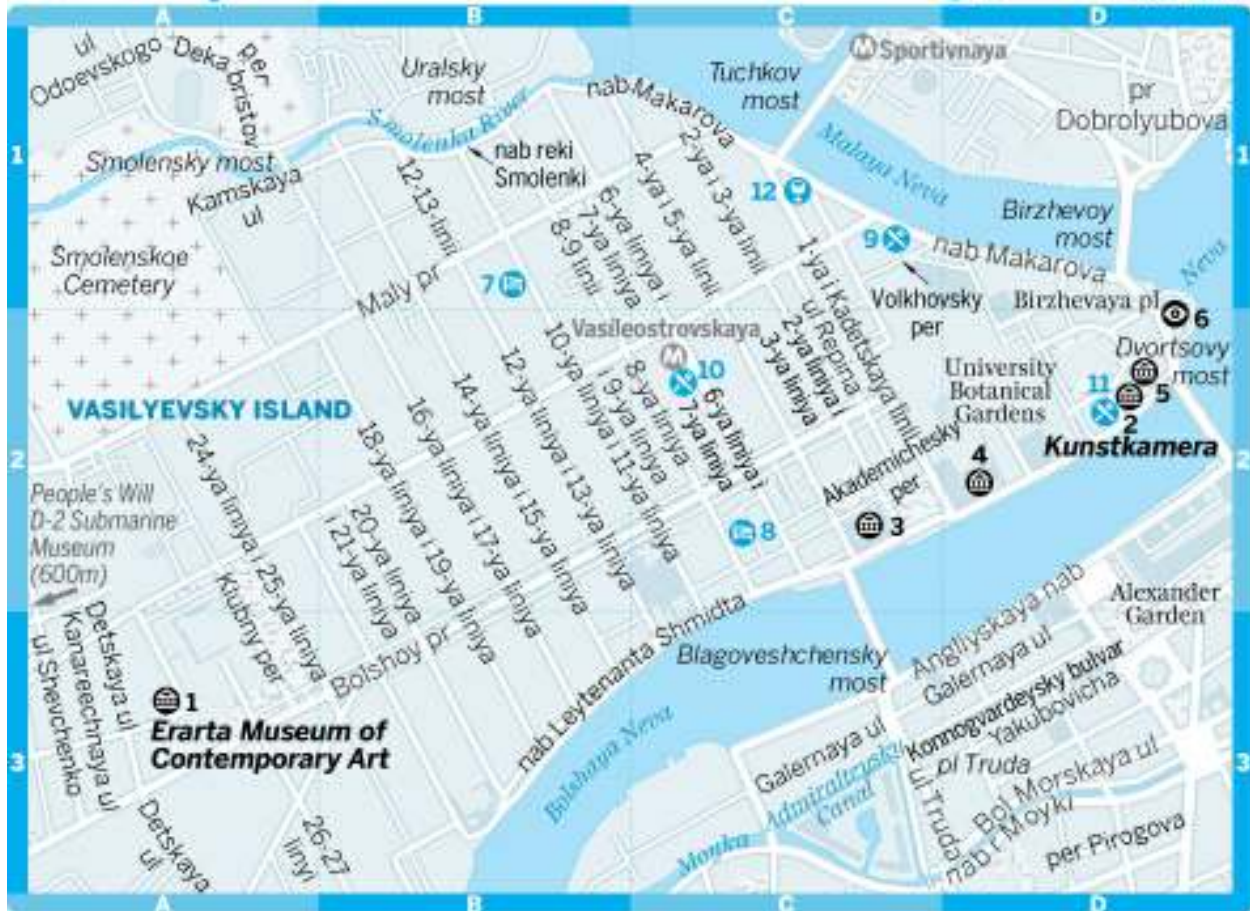 A
B
C
D
ul
Odoevskogo
per
Dekabristov
Uralsky
most
Smolenka River
nab Makarova
Tuchkov
most
Sportivnaya
pr
Dobrolyubova
Malaya Neva
1
1
Smolensky most
Kamskaya
ul
nab reki
Smolenki
12-13-linii
8-9 linii
7-ya liniya
6-ya liniya i
4-ya i 5-ya linii
2-ya i 3-ya linii
12
9
nab Makarova
Birzhevoy
most
Neva
Smolenskoe
Cemetery
Maly pr
7
1-ya i Kadetskaya linii
Volkhovsky
per
Birzhevaya pl
6
Vasileostrovskaya
10
ul Repina
2-ya liniya i
3-ya liniya
University
Botanical
Gardens
Dvortsovy
most
11
5
2
Kunstkamera
VASILYEVSKY ISLAND
24-ya liniya i 25-ya liniya
18-ya liniya i 19-ya liniya
16-ya liniya i 17-ya liniya
14-ya liniya i 15-ya liniya
12-ya liniya i 13-ya liniya
10-ya liniya i 11-ya liniya
8-ya liniya
i 9-ya liniya
7-ya liniya
6-ya liniya i
Akademichesky
per
4
3
8
2
2
People's Will
D-2 Submarine
Museum
(600m)
20-ya liniya
i 21-ya liniya
Klubny per
Bolshoy pr
nab Leytenanta Shmidta
Blagoveshchensky
most
Angliyskaya nab
Galernaya ul
Alexander
Garden
Detskaya ul
Kanareechnaya ul
ul Shevchenko
1
Erarta Museum of
Contemporary Art
Bolshaya Neva
Konnogvardeysky bulvar
Yakubovicha
Galernaya ul
Admiralteysky
Canal
pl Truda
ul Truda
Bol Morskaya ul
nab r Moyki
per Pirogova
Moyka
3
3
Detskaya
ul
26-27
linyi
A
B
C
D